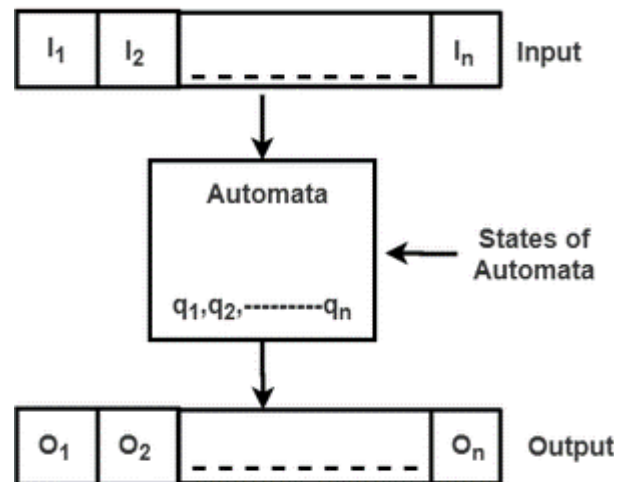 I₁ I₂ Iₙ Input
Automata
States of
Automata
q₁,q₂,---------qₙ
O₁ O₂ Oₙ Output